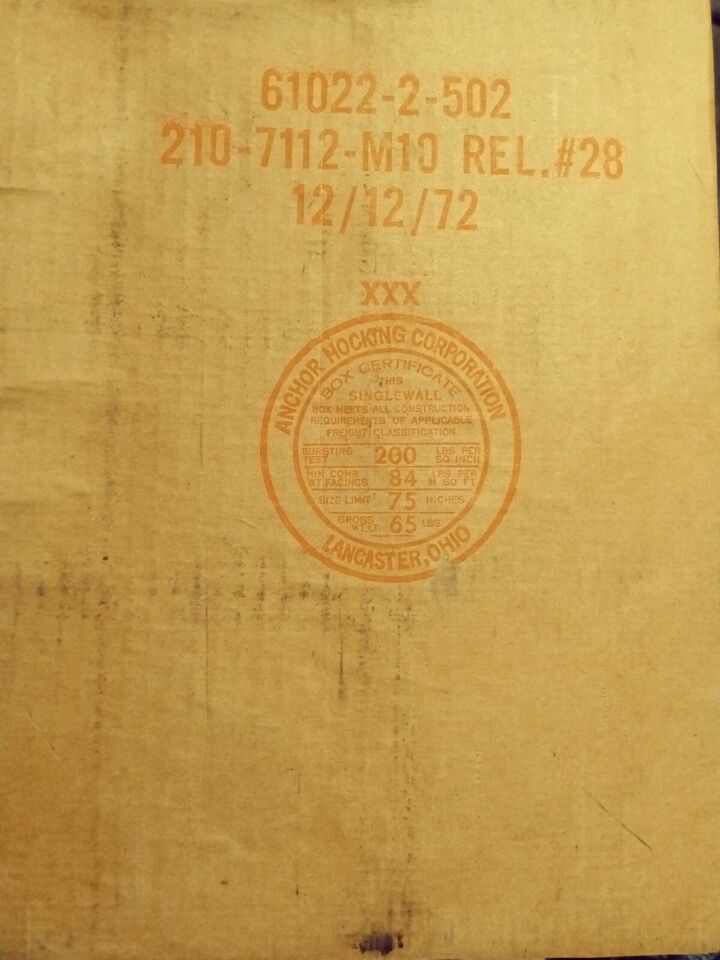 61022-2-502
210-7112-M10 REL.#28
12/12/72
XXX
ANCHOR HOCKING CORPORATION
BOX CERTIFICATE
THIS
SINGLEWALL
BOX MEETS ALL CONSTRUCTION
REQUIREMENTS OF APPLICABLE
FREIGHT CLASSIFICATION
BURSTING TEST 200 LBS PER SQ INCH
MIN COMB WT FACINGS 84 LBS PER M SQ FT
SIZE LIMIT 75 INCHES
GROSS WT LT 65 LBS
LANCASTER, OHIO